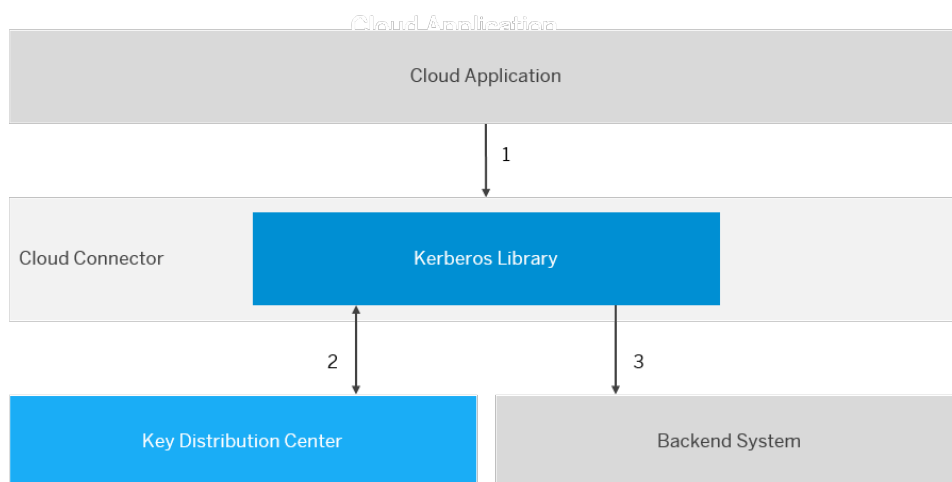 Cloud Application
Cloud Application
1
Cloud Connector
Kerberos Library
2
3
Key Distribution Center
Backend System